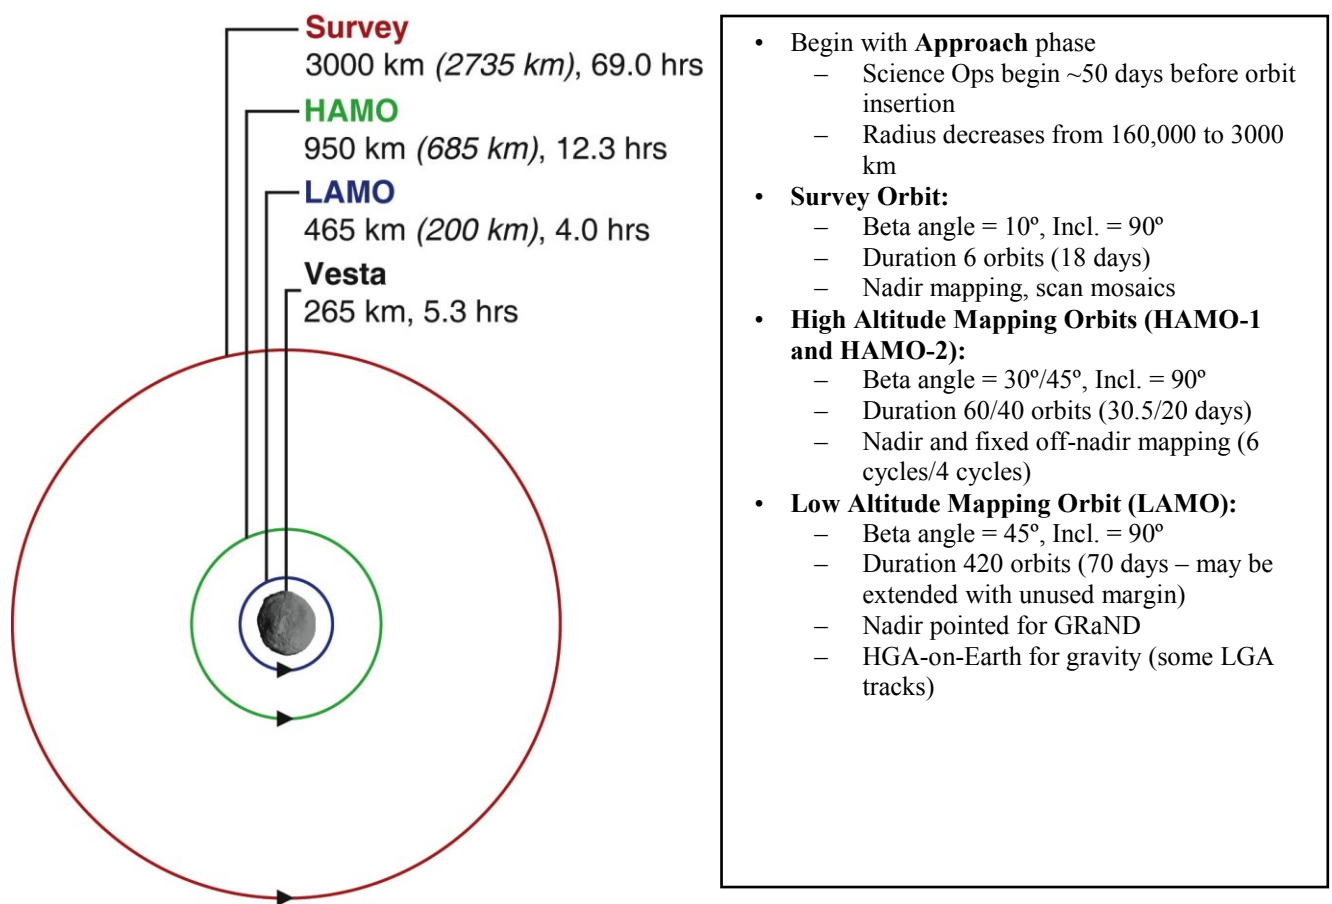 Survey
3000 km (2735 km), 69.0 hrs
HAMO
950 km (685 km), 12.3 hrs
LAMO
465 km (200 km), 4.0 hrs
Vesta
265 km, 5.3 hrs
• Begin with Approach phase
– Science Ops begin ~50 days before orbit
insertion
– Radius decreases from 160,000 to 3000
km
• Survey Orbit:
– Beta angle = 10º, Incl. = 90º
– Duration 6 orbits (18 days)
– Nadir mapping, scan mosaics
• High Altitude Mapping Orbits (HAMO-1
and HAMO-2):
– Beta angle = 30º/45º, Incl. = 90º
– Duration 60/40 orbits (30.5/20 days)
– Nadir and fixed off-nadir mapping (6
cycles/4 cycles)
• Low Altitude Mapping Orbit (LAMO):
– Beta angle = 45º, Incl. = 90º
– Duration 420 orbits (70 days – may be
extended with unused margin)
– Nadir pointed for GRaND
– HGA-on-Earth for gravity (some LGA
tracks)